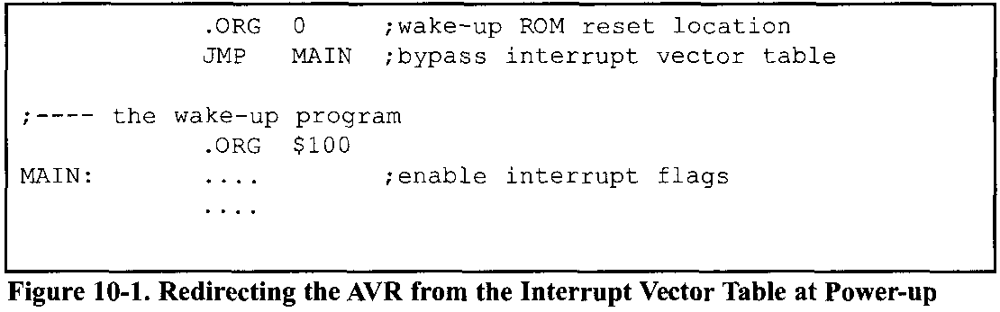 .ORG 0 ;wake-up ROM reset location
JMP MAIN ;bypass interrupt vector table
;---- the wake-up program
.ORG $100
MAIN: .... ;enable interrupt flags
....
Figure 10-1. Redirecting the AVR from the Interrupt Vector Table at Power-up